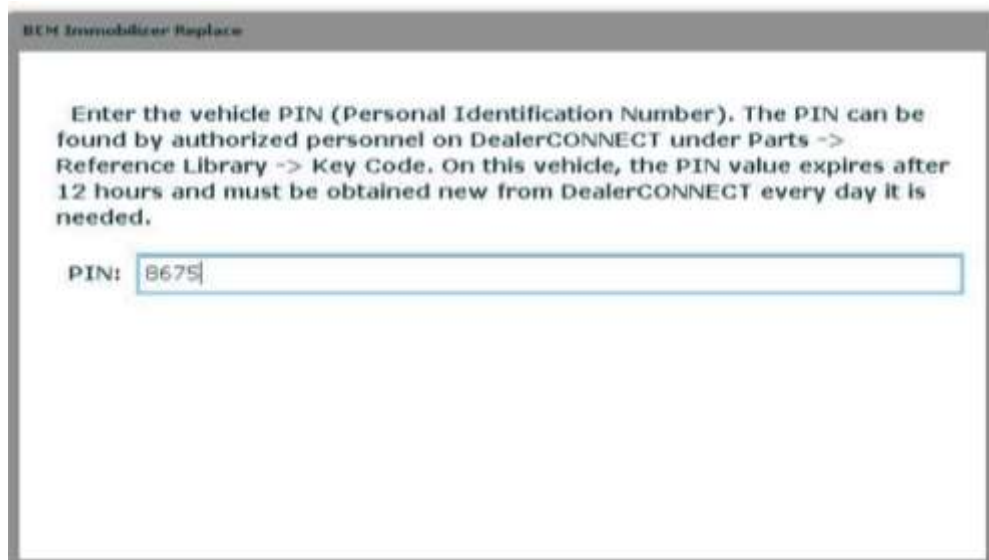 BCM Immobilizer Replace
Enter the vehicle PIN (Personal Identification Number). The PIN can be
found by authorized personnel on DealerCONNECT under Parts ->
Reference Library -> Key Code. On this vehicle, the PIN value expires after
12 hours and must be obtained new from DealerCONNECT every day it is
needed.
PIN: 8675